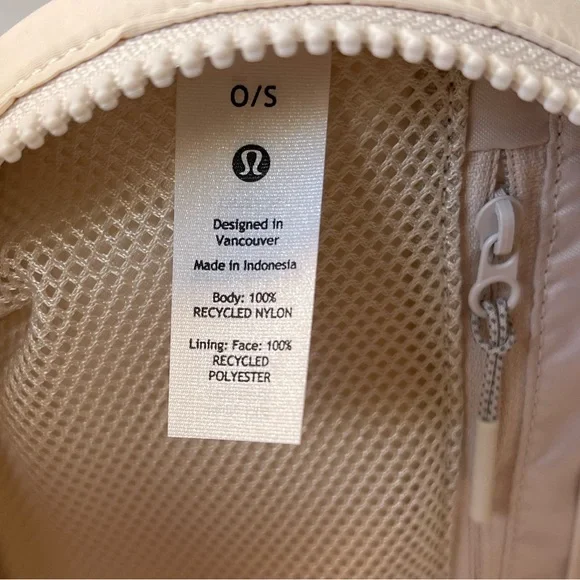 O/S
Designed in
Vancouver
Made in Indonesia
Body: 100%
RECYCLED NYLON
Lining: Face: 100%
RECYCLED
POLYESTER